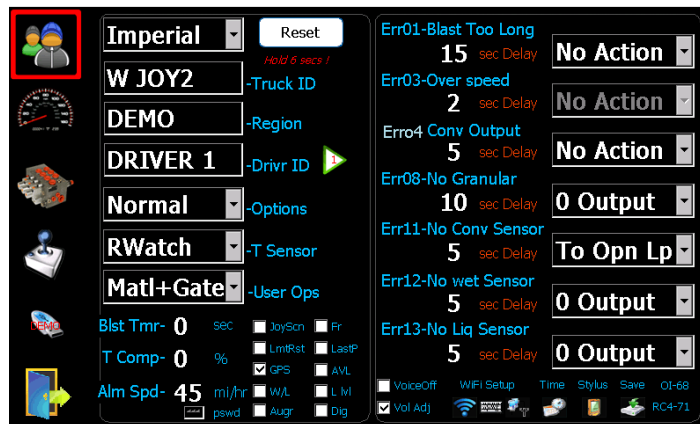 Imperial
Reset
Hold 6 secs !
W JOY2 -Truck ID
DEMO -Region
DRIVER 1 -Drivr ID 1
Normal -Options
RWatch -T Sensor
Matl+Gate -User Ops
Blst Tmr- 0 sec
JoyScn Fr
T Comp- 0 %
LmtRst LastP
GPS AVL
Alm Spd- 45 mi/hr
W/L L lvl
pswd Augr Dig
DEMO
Err01-Blast Too Long
15 sec Delay No Action
Err03-Over speed
2 sec Delay No Action
Erro4 Conv Output
5 sec Delay No Action
Err08-No Granular
10 sec Delay 0 Output
Err11-No Conv Sensor
5 sec Delay To Opn Lp
Err12-No wet Sensor
5 sec Delay 0 Output
Err13-No Liq Sensor
5 sec Delay 0 Output
VoiceOff WiFi Setup Time Stylus Save OI-68
Vol Adj RC4-71